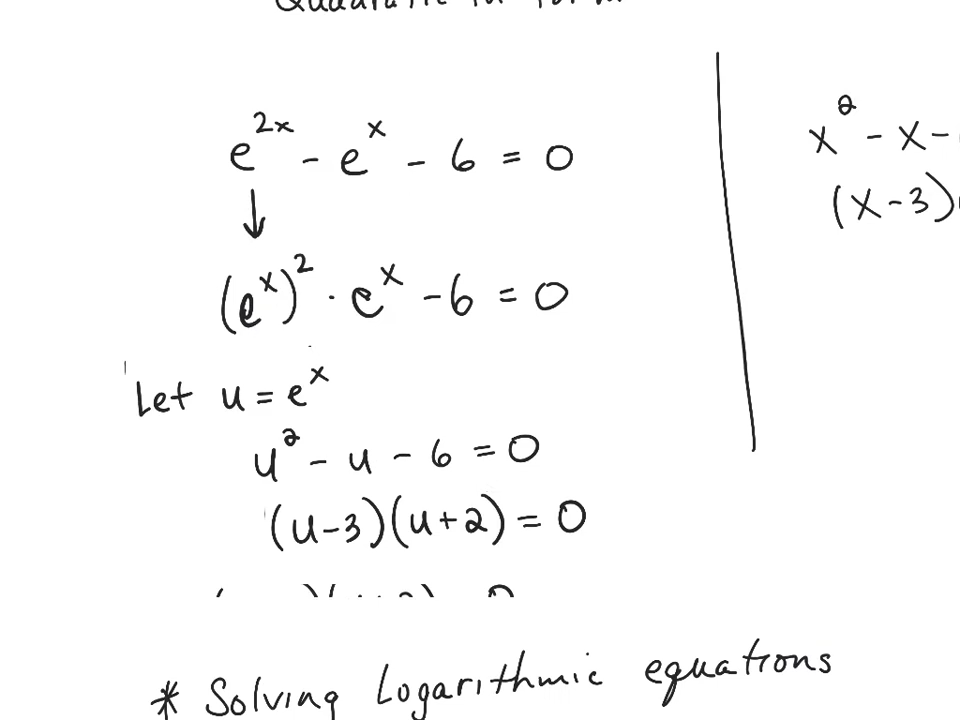 e^{2x} - e^x - 6 = 0
↓
(e^x)^2 · e^x - 6 = 0
Let u = e^x
u^2 - u - 6 = 0
(u-3)(u+2) = 0
x^2 - x -
(x-3)
* Solving Logarithmic equations